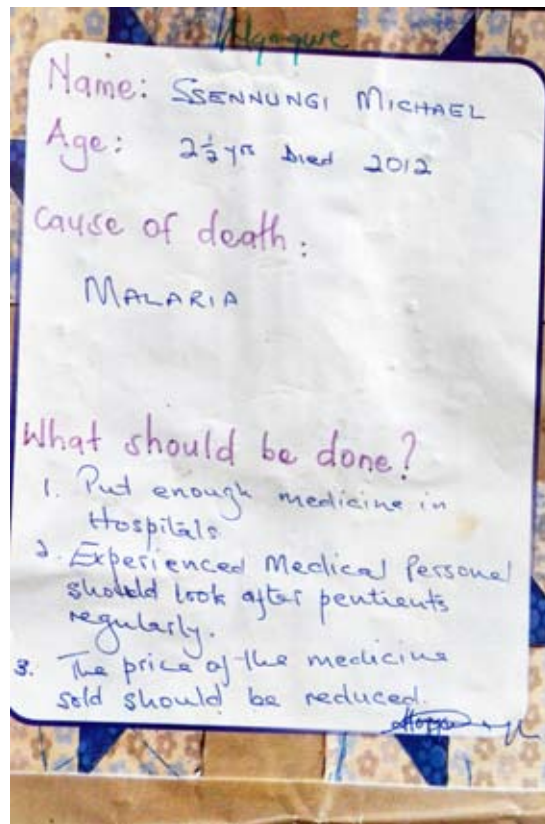 Name: SSENNUNGI MICHAEL
Age: 2½ yrs Died 2012
Cause of death:
MALARIA
What should be done?
1. Put enough medicine in
Hospitals.
2. Experienced Medical Personel
should look after pentients
regularly.
3. The price of the medicine
sold should be reduced.